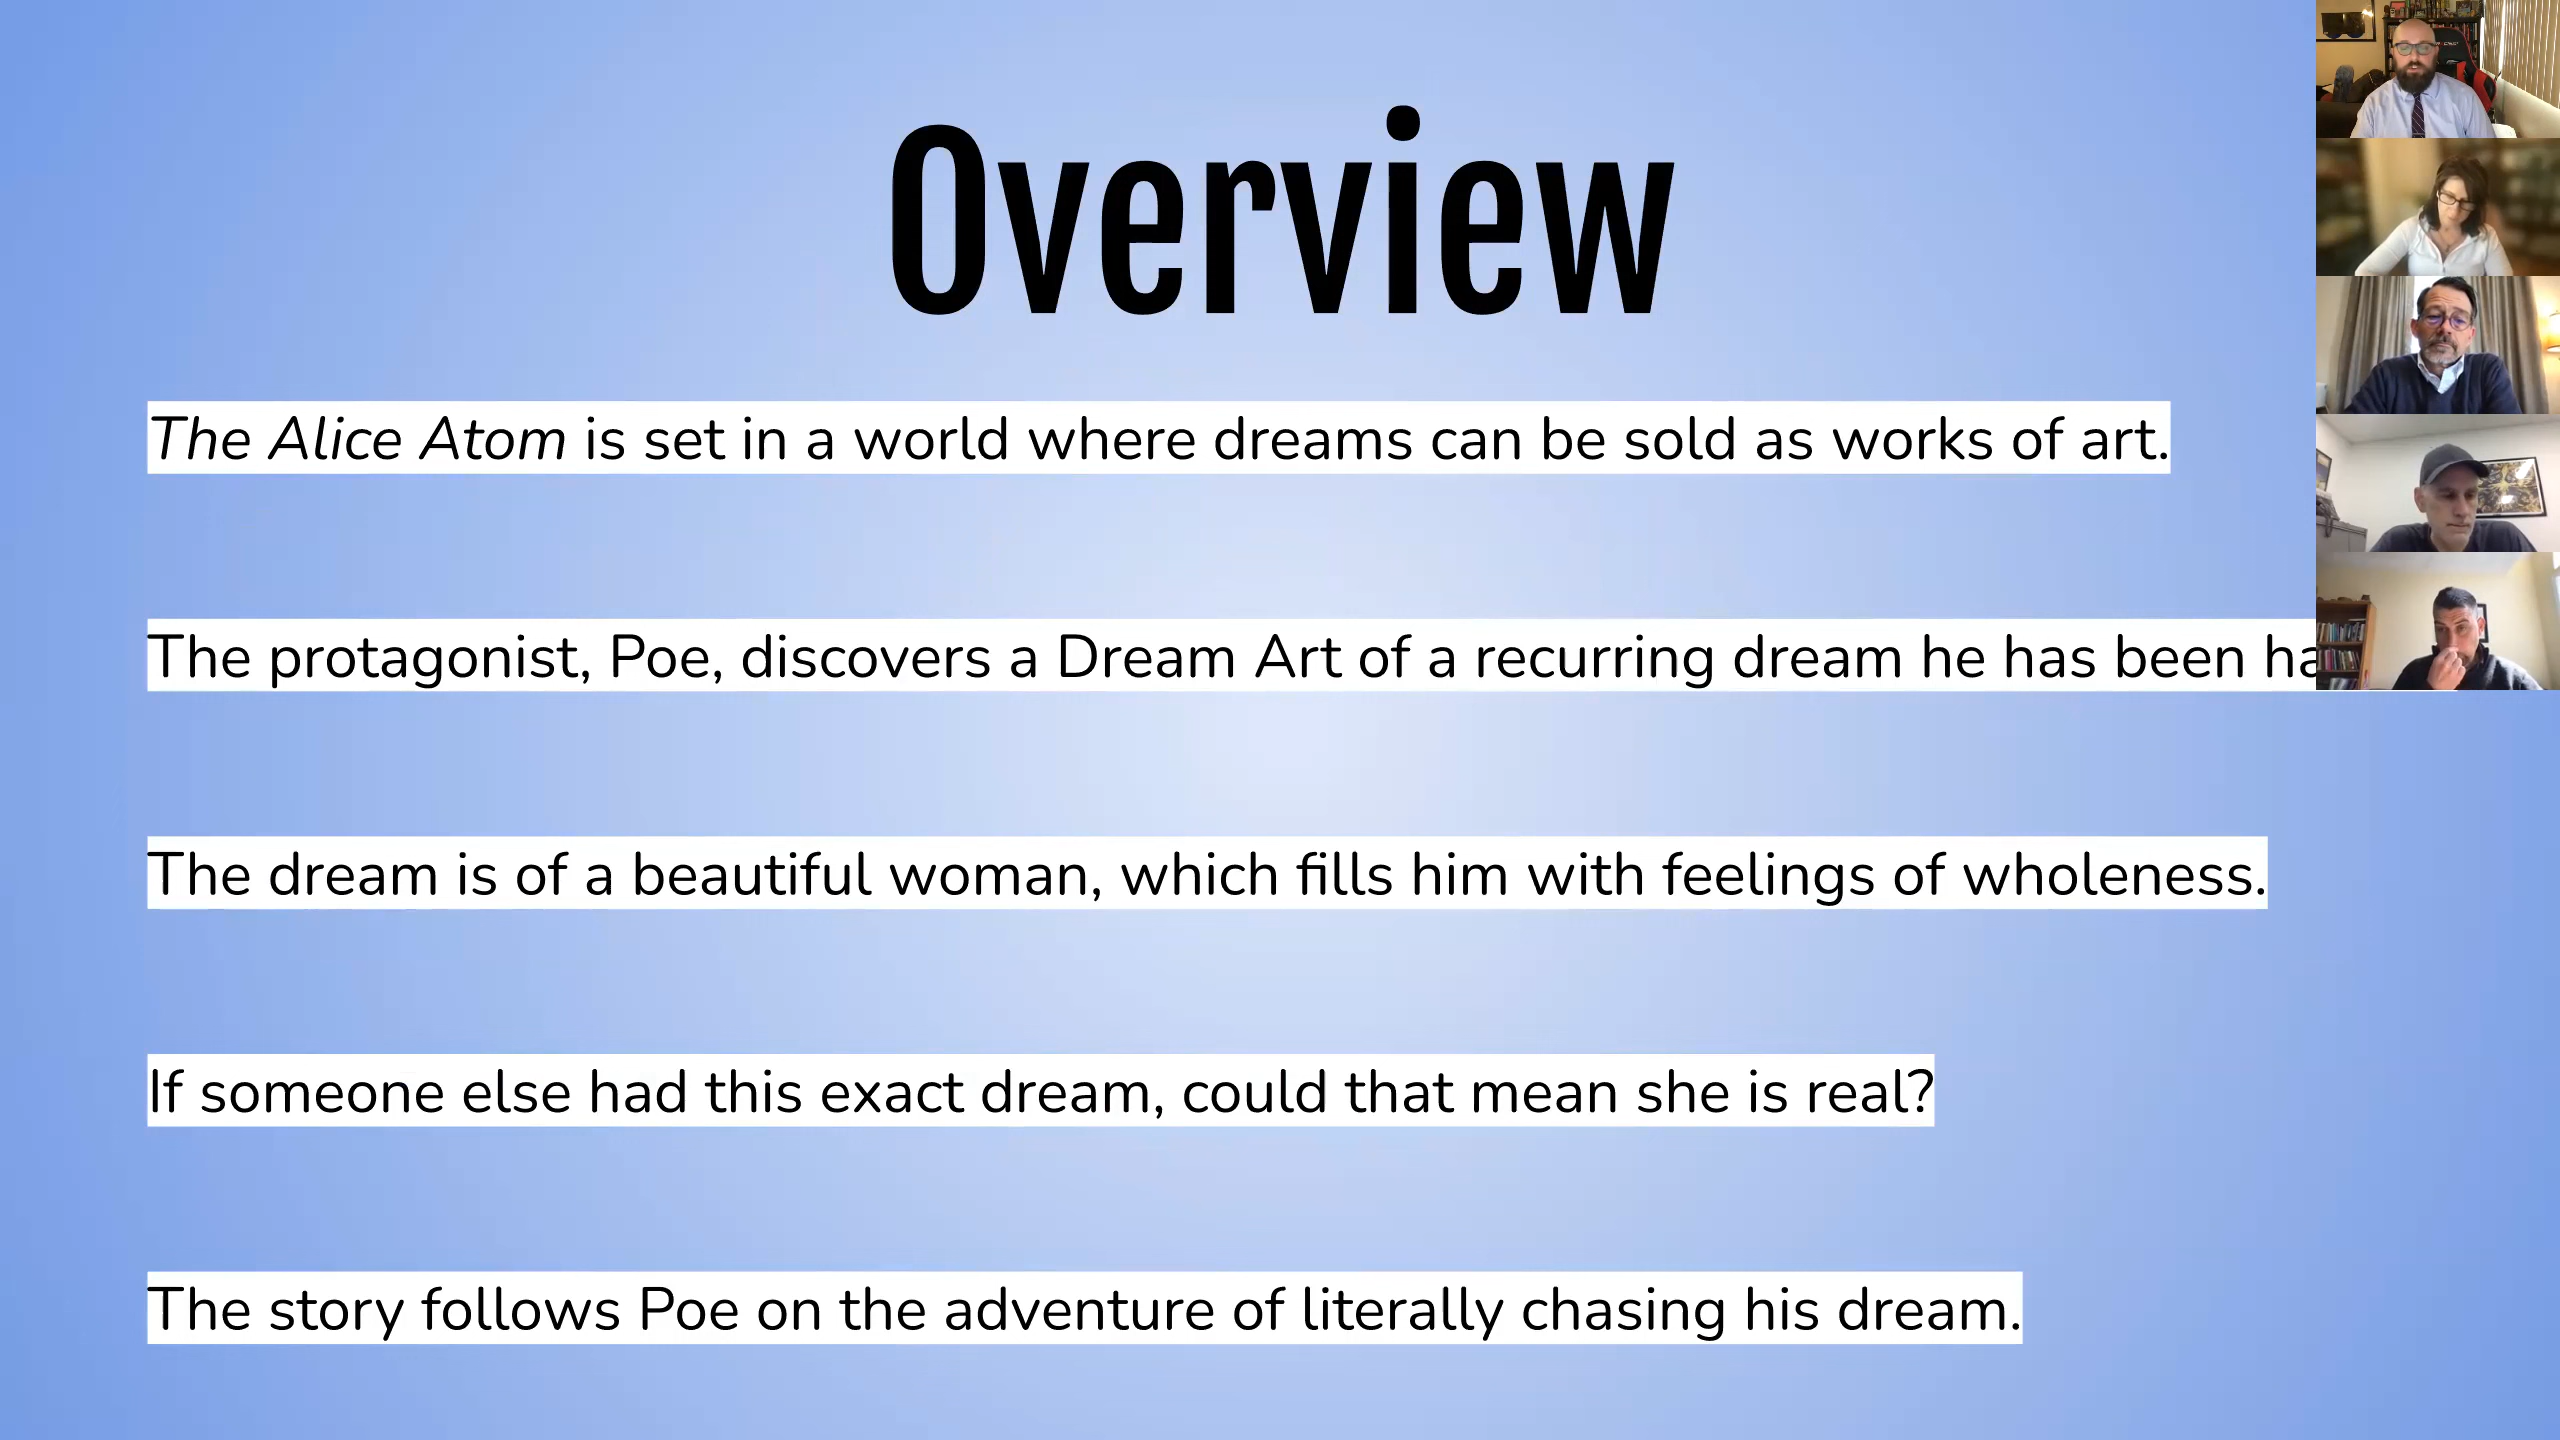 Overview
The Alice Atom is set in a world where dreams can be sold as works of art.
The protagonist, Poe, discovers a Dream Art of a recurring dream he has been
The dream is of a beautiful woman, which fills him with feelings of wholeness.
If someone else had this exact dream, could that mean she is real?
The story follows Poe on the adventure of literally chasing his dream.